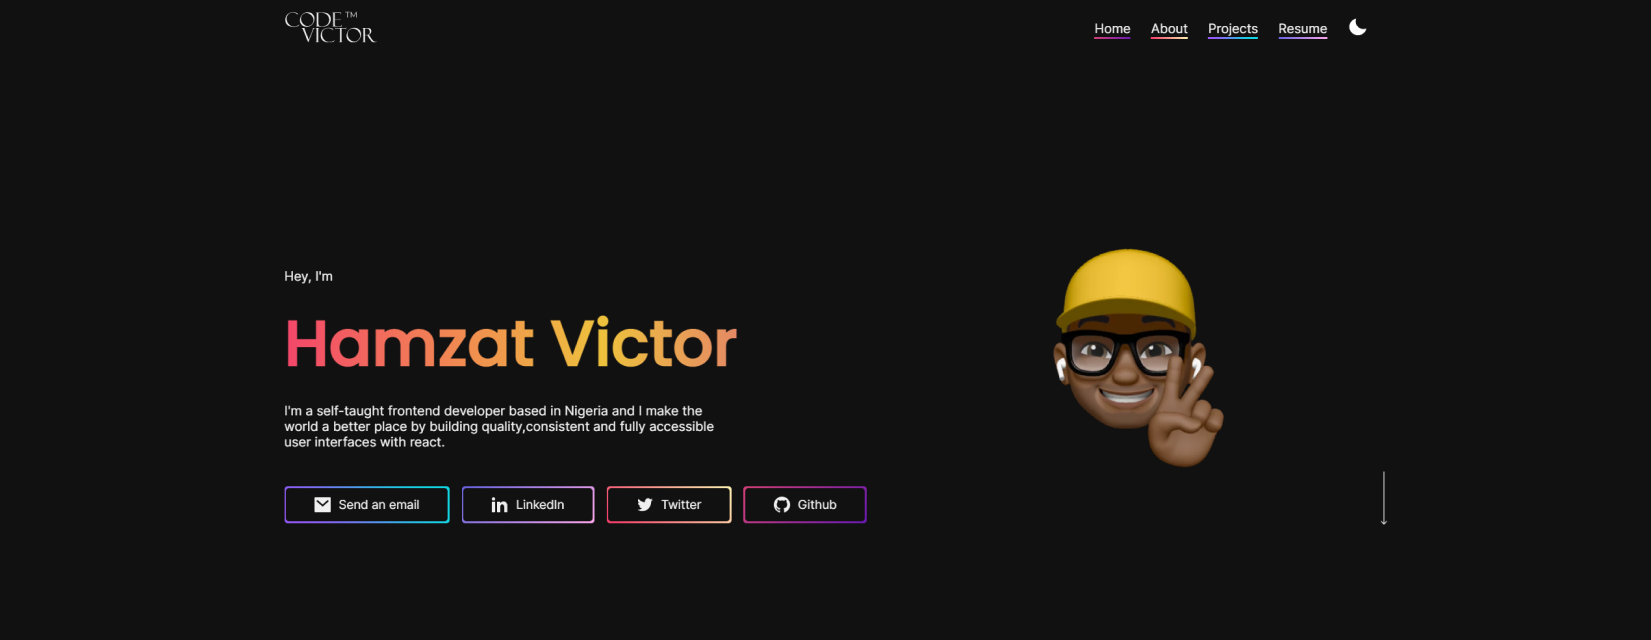 CODE™
VICTOR
Home About Projects Resume
Hey, I'm
Hamzat Victor
I'm a self-taught frontend developer based in Nigeria and I make the
world a better place by building quality,consistent and fully accessible
user interfaces with react.
Send an email LinkedIn Twitter Github